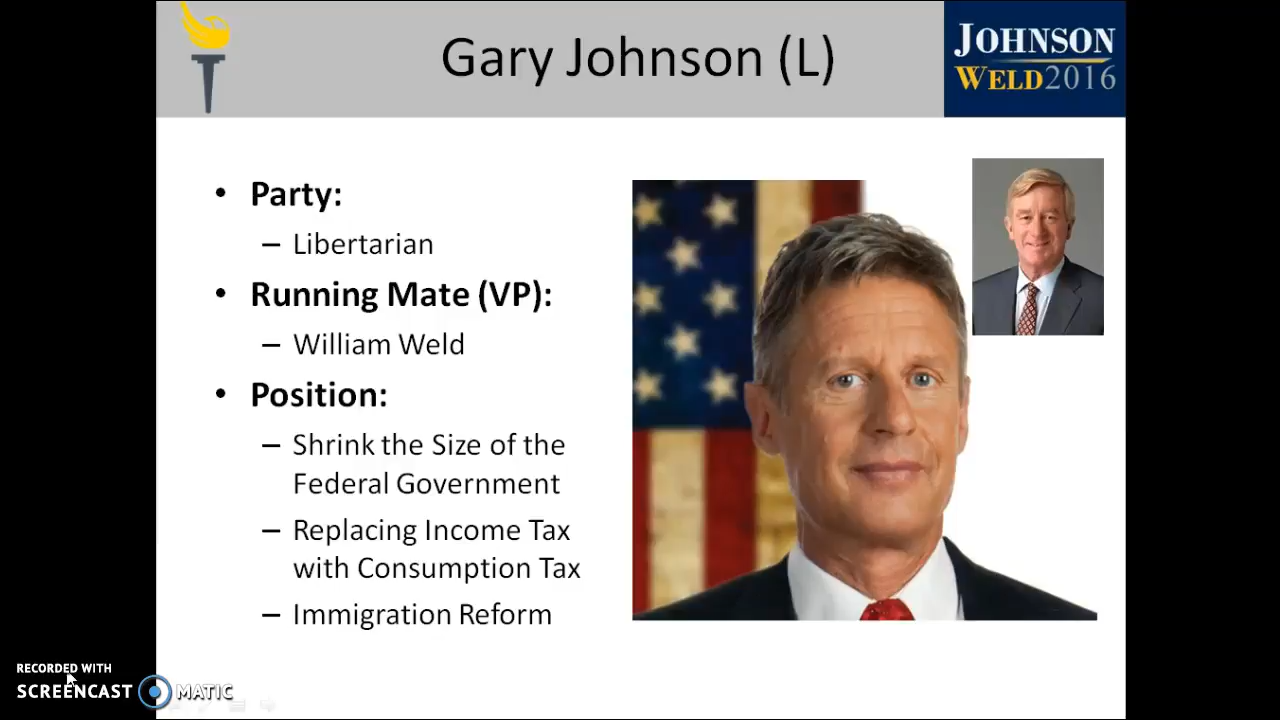 Gary Johnson (L)
JOHNSON
WELD2016
• Party:
– Libertarian
• Running Mate (VP):
– William Weld
• Position:
– Shrink the Size of the
Federal Government
– Replacing Income Tax
with Consumption Tax
– Immigration Reform
RECORDED WITH
SCREENCAST MATIC